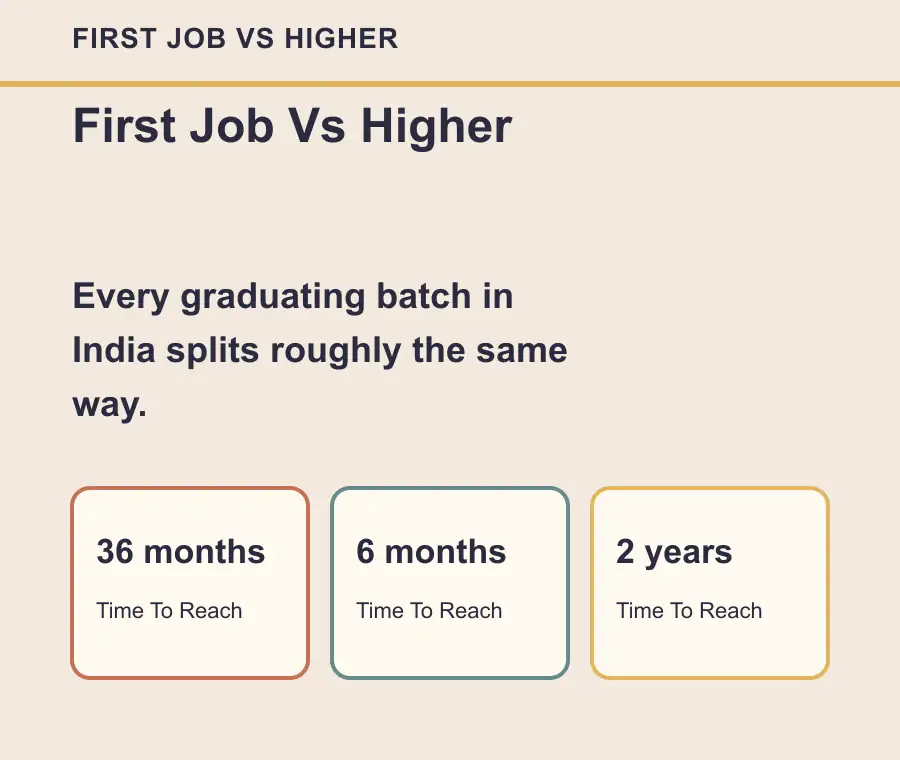 FIRST JOB VS HIGHER
First Job Vs Higher
Every graduating batch in
India splits roughly the same
way.
36 months
Time To Reach
6 months
Time To Reach
2 years
Time To Reach